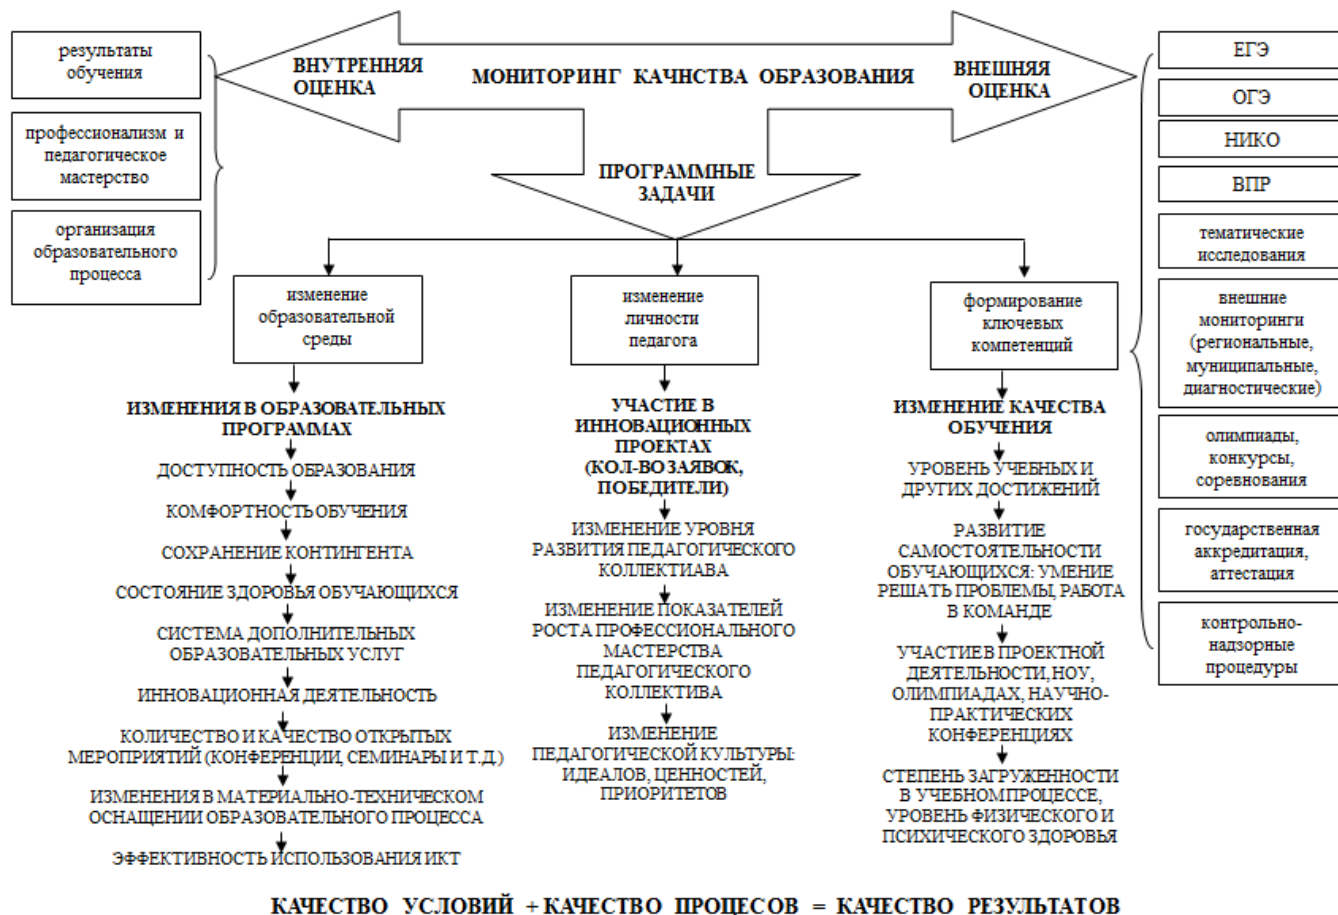 результаты
обучения
профессионализм и
педагогическое
мастерство
организация
образовательного
процесса
ВНУТРЕННЯЯ
ОЦЕНКА
МОНИТОРИНГ КАЧНСТВА ОБРАЗОВАНИЯ
ВНЕШНЯЯ
ОЦЕНКА
ПРОГРАММНЫЕ
ЗАДАЧИ
ЕГЭ
ОГЭ
НИКО
ВПР
тематические
исследования
внешние
мониторинги
(региональные,
муниципальные,
диагностические)
олимпиады,
конкурсы,
соревнования
государственная
аккредитация,
аттестация
контрольно-
надзорные
процедуры
изменение
образовательной
среды
ИЗМЕНЕНИЯ В ОБРАЗОВАТЕЛЬНЫХ
ПРОГРАММАХ
ДОСТУПНОСТЬ ОБРАЗОВАНИЯ
КОМФОРТНОСТЬ ОБУЧЕНИЯ
СОХРАНЕНИЕ КОНТИНГЕНТА
СОСТОЯНИЕ ЗДОРОВЬЯ ОБУЧАЮЩИХСЯ
СИСТЕМА ДОПОЛНИТЕЛЬНЫХ
ОБРАЗОВАТЕЛЬНЫХ УСЛУГ
ИННОВАЦИОННАЯ ДЕЯТЕЛЬНОСТЬ
КОЛИЧЕСТВО И КАЧЕСТВО ОТКРЫТЫХ
МЕРОПРИЯТИЙ (КОНФЕРЕНЦИИ, СЕМИНАРЫ И Т.Д.)
ИЗМЕНЕНИЯ В МАТЕРИАЛЬНО-ТЕХНИЧЕСКОМ
ОСНАЩЕНИИ ОБРАЗОВАТЕЛЬНОГО ПРОЦЕССА
ЭФФЕКТИВНОСТЬ ИСПОЛЬЗОВАНИЯ ИКТ
изменение
личности
педагога
УЧАСТИЕ В
ИННОВАЦИОННЫХ
ПРОЕКТАХ
(КОЛ-ВО ЗАЯВОК,
ПОБЕДИТЕЛИ)
ИЗМЕНЕНИЕ УРОВНЯ
РАЗВИТИЯ ПЕДАГОГИЧЕСКОГО
КОЛЛЕКТИАВА
ИЗМЕНЕНИЕ ПОКАЗАТЕЛЕЙ
РОСТА ПРОФЕССИОНАЛЬНОГО
МАСТЕРСТВА
ПЕДАГОГИЧЕСКОГО
КОЛЛЕКТИВА
ИЗМЕНЕНИЕ
ПЕДАГОГИЧЕСКОЙ КУЛЬТУРЫ:
ИДЕАЛОВ, ЦЕННОСТЕЙ,
ПРИОРИТЕТОВ
формирование
ключевых
компетенций
ИЗМЕНЕНИЕ КАЧЕСТВА
ОБУЧЕНИЯ
УРОВЕНЬ УЧЕБНЫХ И
ДРУГИХ ДОСТИЖЕНИЙ
РАЗВИТИЕ
САМОСТОЯТЕЛЬНОСТИ
ОБУЧАЮЩИХСЯ: УМЕНИЕ
РЕШАТЬ ПРОБЛЕМЫ, РАБОТА
В КОМАНДЕ
УЧАСТИЕ В ПРОЕКТНОЙ
ДЕЯТЕЛЬНОСТИ, НОУ,
ОЛИМПИАДАХ, НАУЧНО-
ПРАКТИЧЕСКИХ
КОНФЕРЕНЦИЯХ
СТЕПЕНЬ ЗАГРУЖЕННОСТИ
В УЧЕБНОМ ПРОЦЕССЕ,
УРОВЕНЬ ФИЗИЧЕСКОГО И
ПСИХИЧЕСКОГО ЗДОРОВЬЯ
КАЧЕСТВО УСЛОВИЙ + КАЧЕСТВО ПРОЦЕСОВ = КАЧЕСТВО РЕЗУЛЬТАТОВ